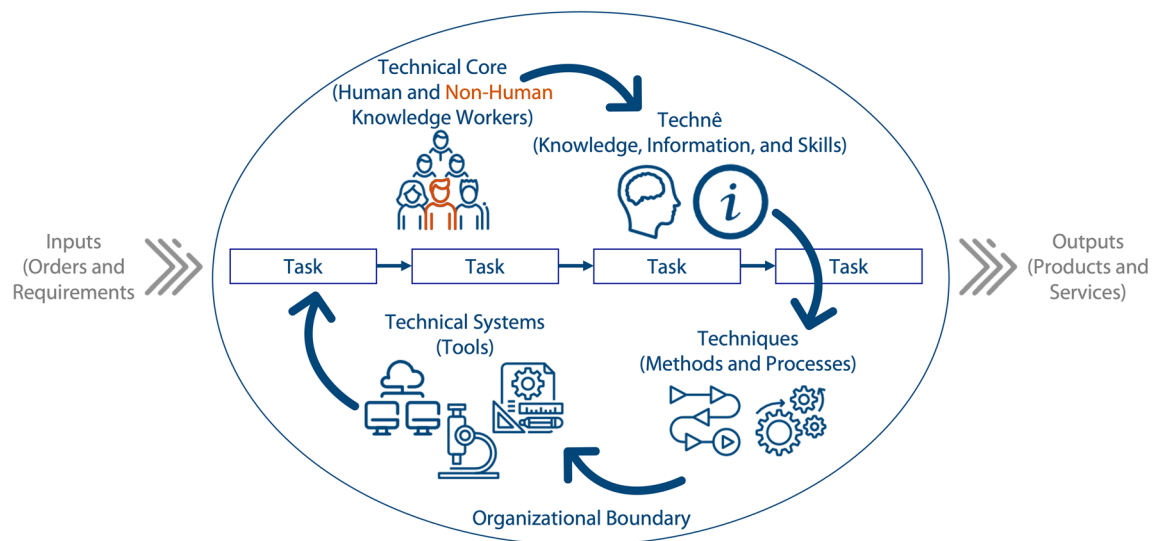 Technical Core
(Human and Non-Human
Knowledge Workers)
Technê
(Knowledge, Information, and Skills)
i
Inputs
(Orders and
Requirements
Task
Task
Task
Task
Outputs
(Products and
Services)
Technical Systems
(Tools)
Techniques
(Methods and Processes)
Organizational Boundary